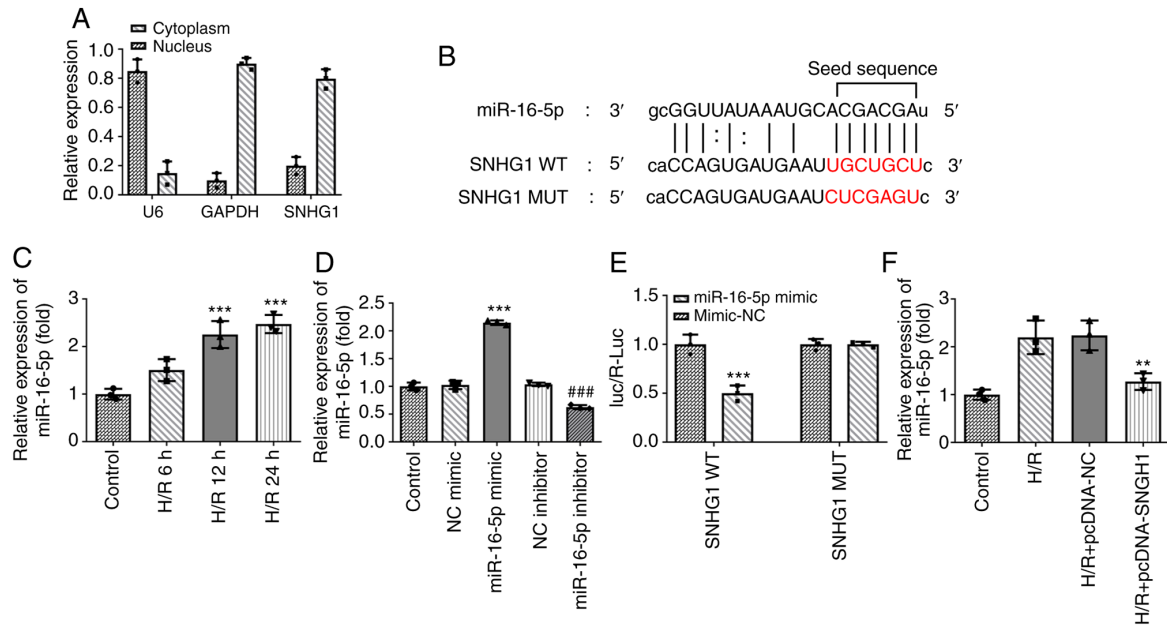 A
Cytoplasm
Nucleus
Relative expression
1.0
0.8
0.6
0.4
0.2
0.0
U6
GAPDH
SNHG1
B
Seed sequence
miR-16-5p : 3′ gcGGUUAUAAAUGCACGACGAu 5′
SNHG1 WT : 5′ caCCAGUGAUGAAUUGCUGCUc 3′
SNHG1 MUT : 5′ caCCAGUGAUGAAUCUCGAGUc 3′
C
Relative expression of
miR-16-5p (fold)
3
2
1
0
***
***
Control
H/R 6 h
H/R 12 h
H/R 24 h
D
Relative expression of
miR-16-5p (fold)
2.5
2.0
1.5
1.0
0.5
0.0
***
###
Control
NC mimic
miR-16-5p mimic
NC inhibitor
miR-16-5p inhibitor
E
miR-16-5p mimic
Mimic-NC
luc/R-Luc
1.5
1.0
0.5
0.0
***
SNHG1 WT
SNHG1 MUT
F
Relative expression of
miR-16-5p (fold)
3
2
1
0
**
Control
H/R
H/R+pcDNA-NC
H/R+pcDNA-SNGH1